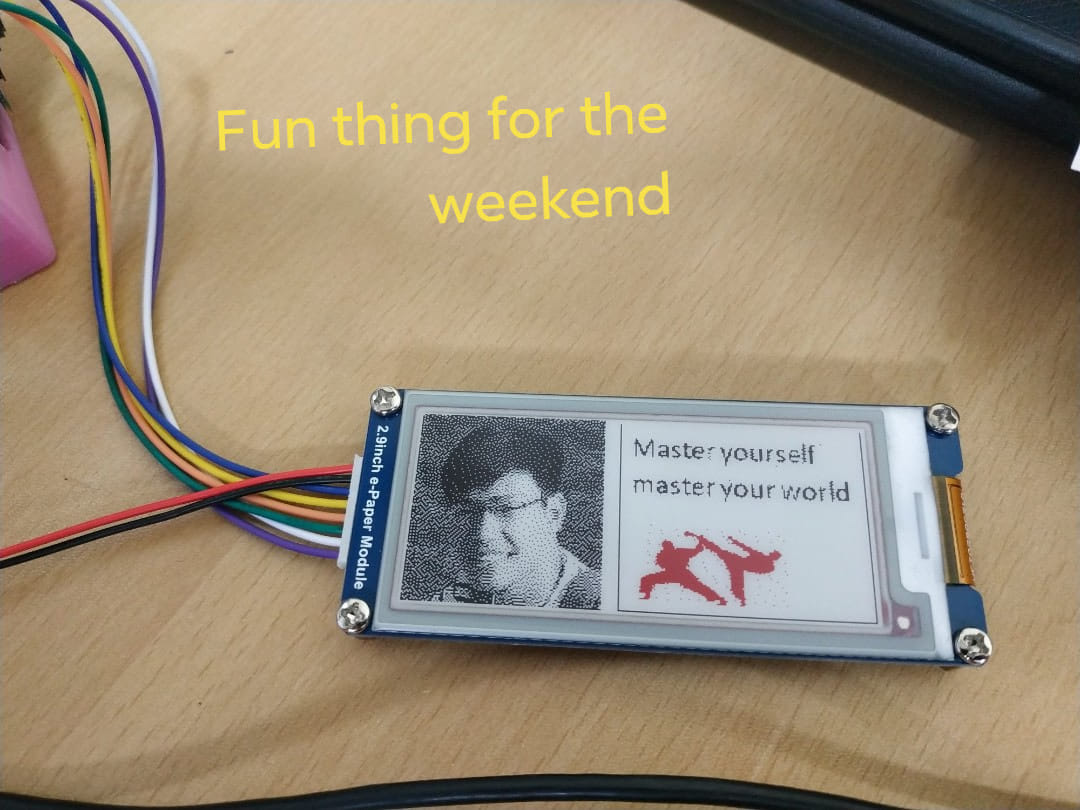 Fun thing for the
weekend
2.9inch e-Paper Module
Master yourself
master your world